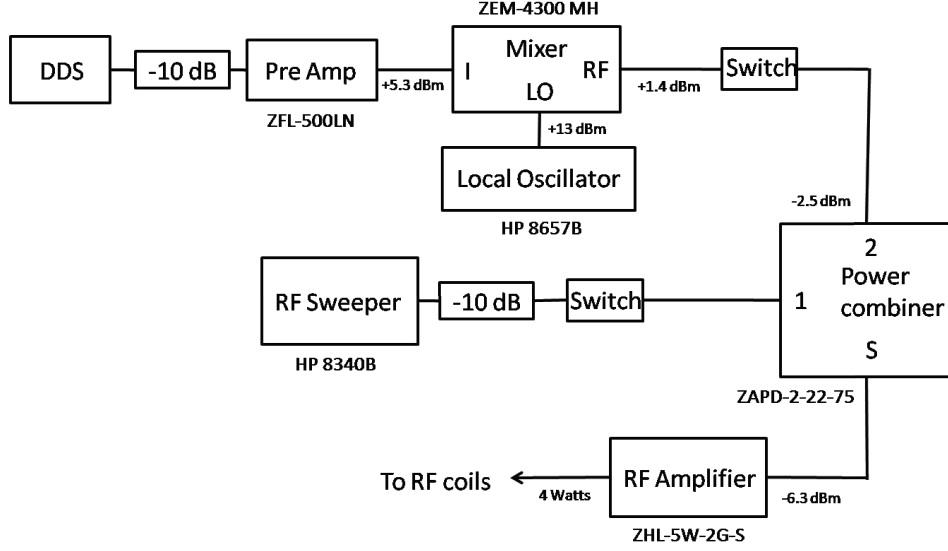 ZEM-4300 MH
DDS
-10 dB
Pre Amp
ZFL-500LN
+5.3 dBm
Mixer
I
RF
LO
+1.4 dBm
Switch
+13 dBm
Local Oscillator
HP 8657B
-2.5 dBm
RF Sweeper
HP 8340B
-10 dB
Switch
2
1
Power
combiner
S
ZAPD-2-22-75
To RF coils
4 Watts
RF Amplifier
-6.3 dBm
ZHL-5W-2G-S